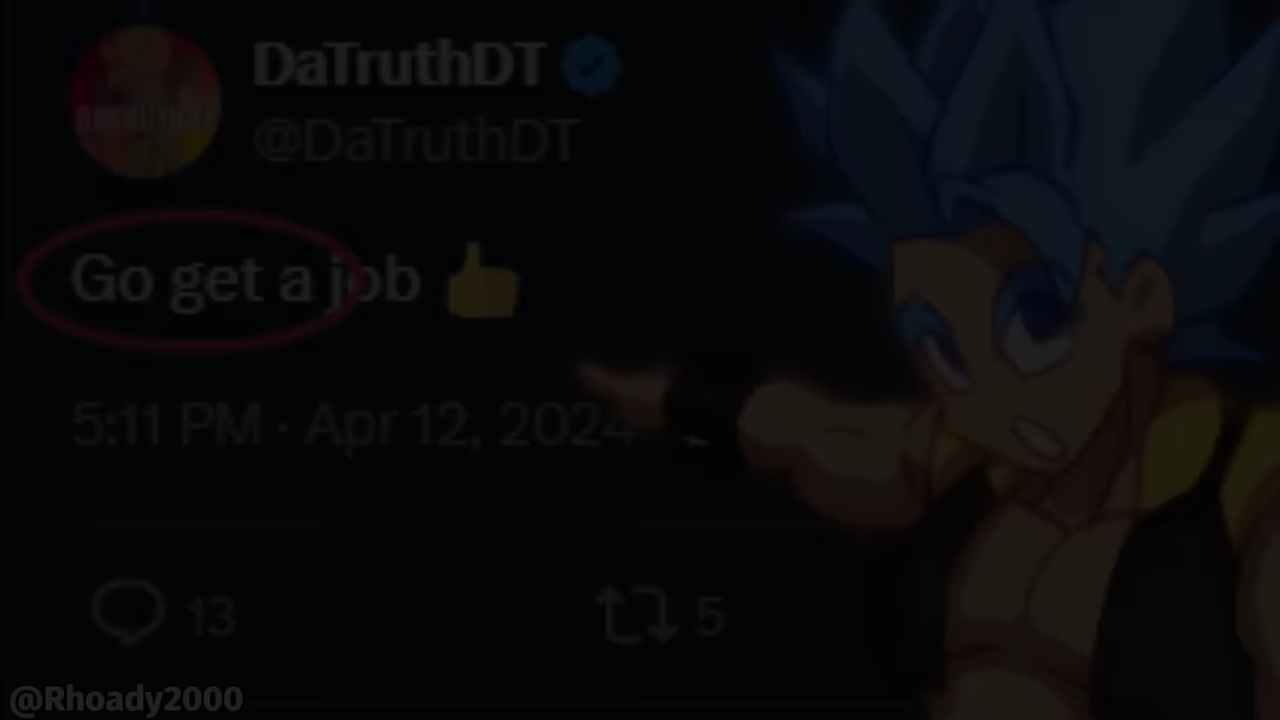 DaTruthDT
@DaTruthDT
Go get a job 👍
5:11 PM · Apr 12, 2024
13
5
@Rhoady2000